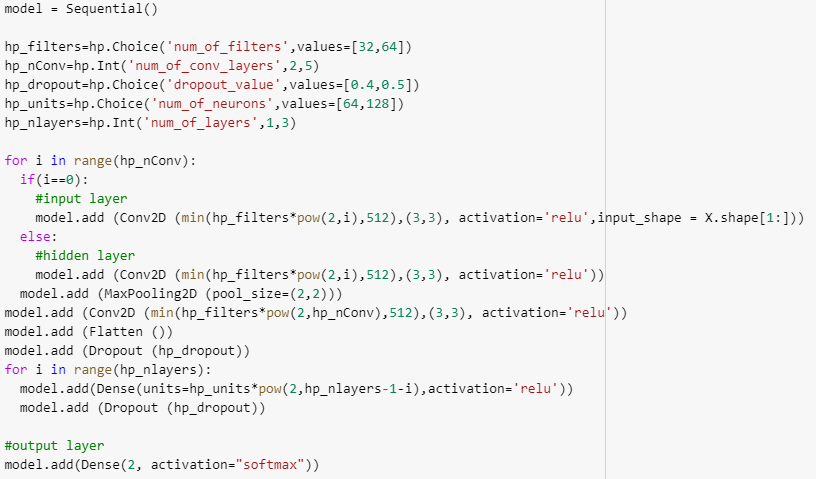 model = Sequential()
hp_filters=hp.Choice('num_of_filters',values=[32,64])
hp_nConv=hp.Int('num_of_conv_layers',2,5)
hp_dropout=hp.Choice('dropout_value',values=[0.4,0.5])
hp_units=hp.Choice('num_of_neurons',values=[64,128])
hp_nlayers=hp.Int('num_of_layers',1,3)
for i in range(hp_nConv):
  if(i==0):
    #input layer
    model.add (Conv2D (min(hp_filters*pow(2,i),512),(3,3), activation='relu',input_shape = X.shape[1:]))
  else:
    #hidden layer
    model.add (Conv2D (min(hp_filters*pow(2,i),512),(3,3), activation='relu'))
  model.add (MaxPooling2D (pool_size=(2,2)))
model.add (Conv2D (min(hp_filters*pow(2,hp_nConv),512),(3,3), activation='relu'))
model.add (Flatten ())
model.add (Dropout (hp_dropout))
for i in range(hp_nlayers):
  model.add(Dense(units=hp_units*pow(2,hp_nlayers-1-i),activation='relu'))
  model.add (Dropout (hp_dropout))
#output layer
model.add(Dense(2, activation="softmax"))